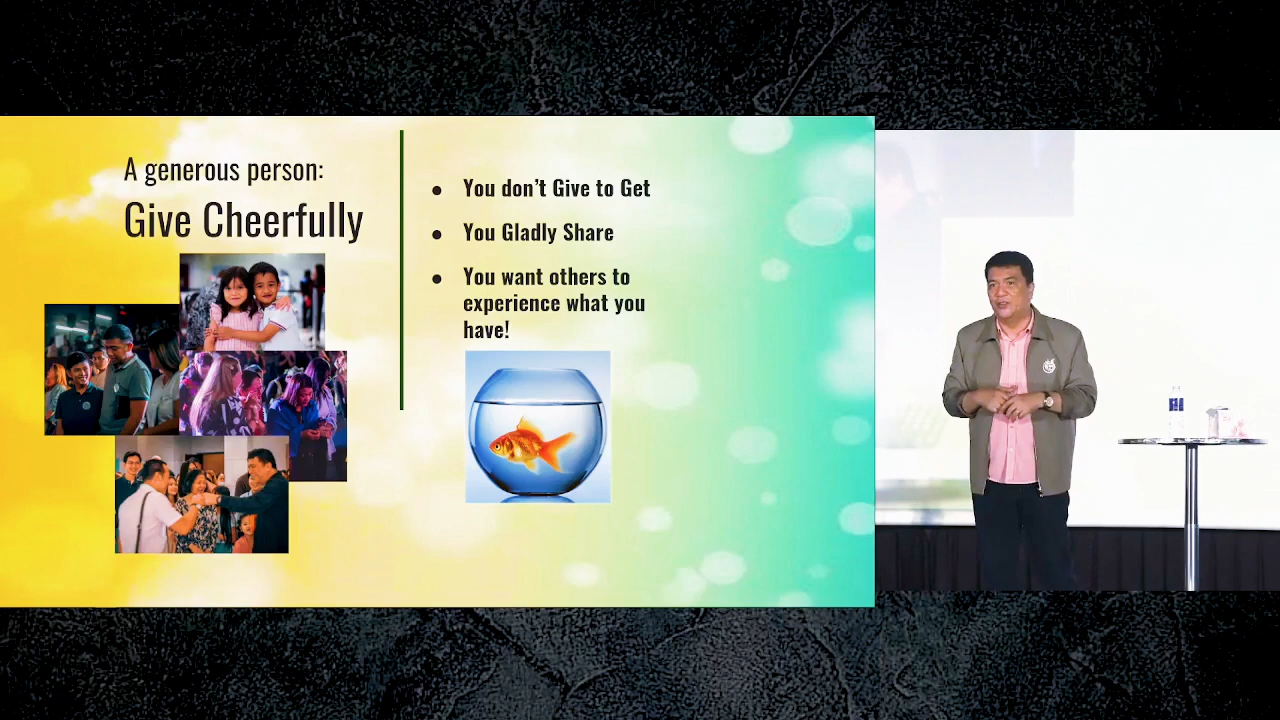 A generous person:
Give Cheerfully
● You don’t Give to Get
● You Gladly Share
● You want others to
experience what you
have!